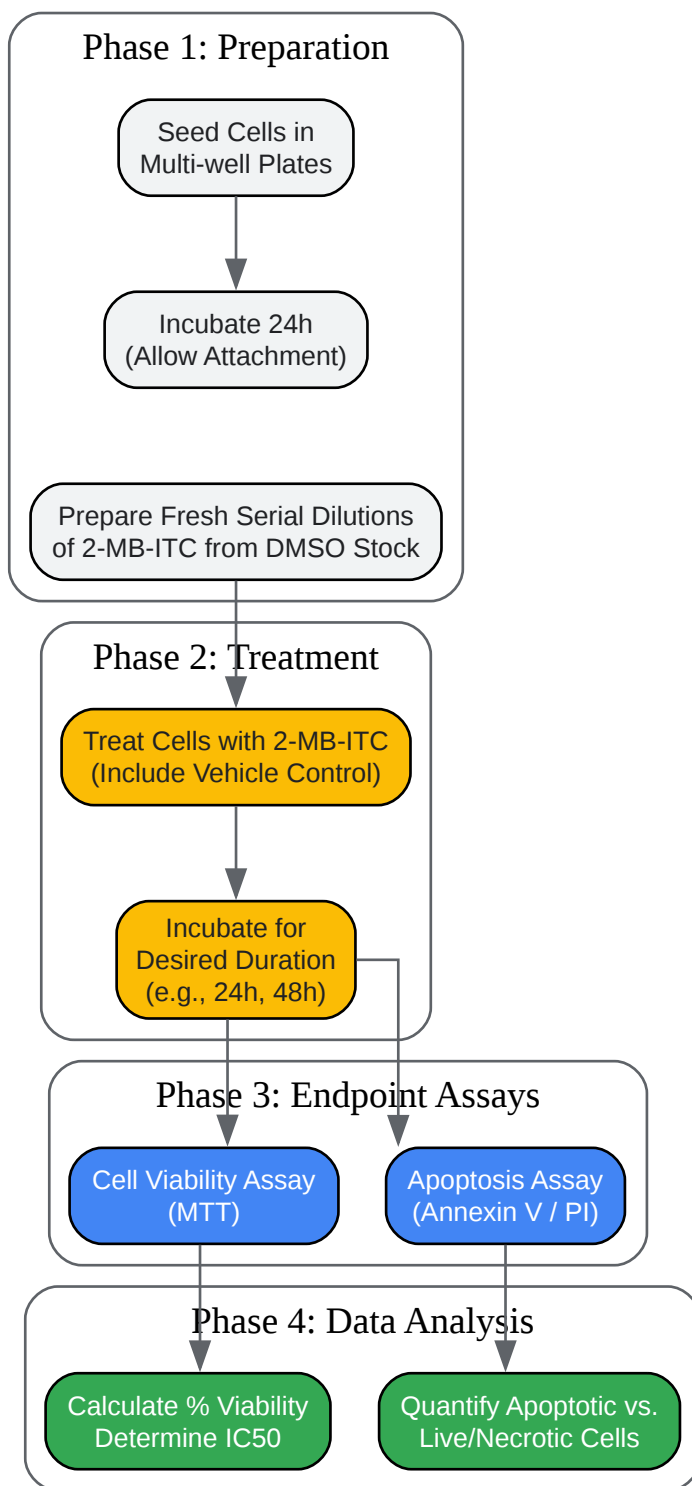 Phase 1: Preparation
Seed Cells in
Multi-well Plates
Incubate 24h
(Allow Attachment)
Prepare Fresh Serial Dilutions
of 2-MB-ITC from DMSO Stock
Phase 2: Treatment
Treat Cells with 2-MB-ITC
(Include Vehicle Control)
Incubate for
Desired Duration
(e.g., 24h, 48h)
Phase 3: Endpoint Assays
Cell Viability Assay
(MTT)
Apoptosis Assay
(Annexin V / PI)
Phase 4: Data Analysis
Calculate % Viability
Determine IC50
Quantify Apoptotic vs.
Live/Necrotic Cells